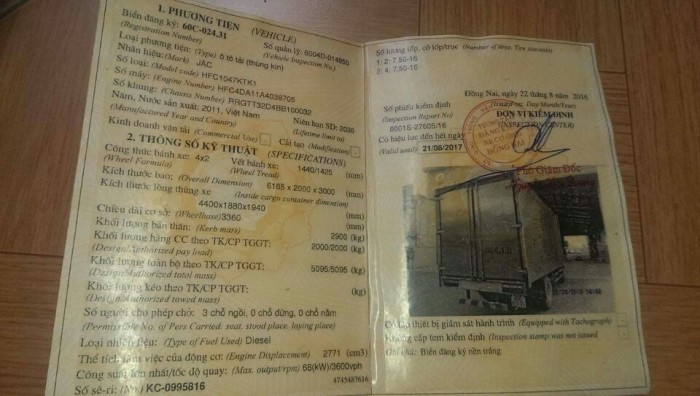 1. PHƯƠNG TIỆN (VEHICLE)
Biển đăng ký: 60C-024.31
(Registration Number)
Số quản lý: 6004D-014850
(Vehicle Inspection No.)
Loại phương tiện: (Type) ô tô tải (thùng kín)
Nhãn hiệu: (Mark) JAC
Số loại: (Model code) HFC1047KTK1
Số máy: (Engine Number) HFC4DA11A4038705
Số khung: (Chassis Number) RRGTT32D4BB100032
Năm, Nước sản xuất: 2011, Việt Nam
(Manufactured Year and Country)
Niên hạn SD: 2036
(Lifetime limit to)
Kinh doanh vận tải: (Commercial Use)
Cải tạo (Modification)
2. THÔNG SỐ KỸ THUẬT (SPECIFICATIONS)
Công thức bánh xe: 4x2
(Wheel Formula)
Vết bánh xe: 1440/1425 (mm)
(Wheel Tread)
Kích thước bao: (Overall Dimension) 6165 x 2000 x 3000 (mm)
Kích thước lòng thùng xe (Inside cargo container dimension)
4400x1880x1940 (mm)
Chiều dài cơ sở: (Wheelbase) 3360 (mm)
Khối lượng bản thân: (Kerb mass) 2900 (kg)
Khối lượng hàng CC theo TK/CP TGGT: 2000/2000 (kg)
(Design/Authorized pay load)
Khối lượng toàn bộ theo TK/CP TGGT: 5095/5095 (kg)
(Design/Authorized total mass)
Khối lượng kéo theo TK/CP TGGT: (kg)
(Design/Authorized towed mass)
Số người cho phép chở: 3 chỗ ngồi, 0 chỗ đứng, 0 chỗ nằm
(Permissible No. of Pers Carried: seat, stood place, laying place)
Loại nhiên liệu: (Type of Fuel Used) Diesel
Thể tích làm việc của động cơ: (Engine Displacement) 2771 (cm3)
Công suất lớn nhất/tốc độ quay: (Max. output/rpm) 68(kW)/3600vph
Số sê-ri: (No.) KC-0995816
4745487616
Số lượng lốp, cỡ lốp/trục (Number of Tires, Tire size/axle)
1: 2; 7.50-16
2: 4; 7.50-16
Đồng Nai, ngày 22 tháng 8 năm 2016
(Day/Month/Year)
Số phiếu kiểm định
(Inspection Report No)
8001S-27605/16
ĐƠN VỊ KIỂM ĐỊNH
(INSPECTION CENTER)
Có hiệu lực đến hết ngày
(Valid until) 21/08/2017
Phó Giám Đốc
Có lắp thiết bị giám sát hành trình (Equipped with Tachograph)
Không cấp tem kiểm định (Inspection stamp was not issued)
Ghi chú: Biển đăng ký nền trắng